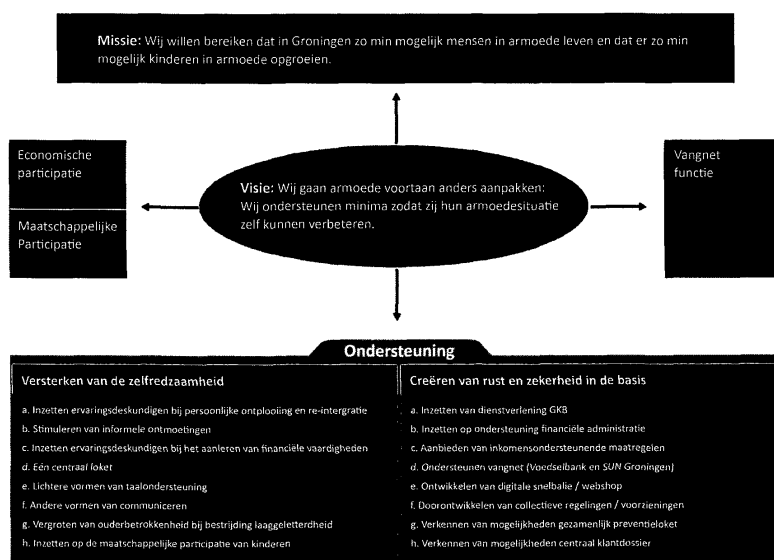 Missie: Wij willen bereiken dat in Groningen zo min mogelijk mensen in armoede leven en dat er zo min
mogelijk kinderen in armoede opgroeien.
Economische
participatie
Maatschappelijke
Participatie
Visie: Wij gaan armoede voortaan anders aanpakken:
Wij ondersteunen minima zodat zij hun armoedesituatie
zelf kunnen verbeteren.
Vangnet
functie
Ondersteuning
Versterken van de zelfredzaamheid
a. Inzetten ervaringsdeskundigen bij persoonlijke ontplooiing en re-intergratie
b. Stimuleren van informele ontmoetingen
c. Inzetten ervaringsdeskundigen bij het aanleren van financiële vaardigheden
d. Eén centraal loket
e. Lichtere vormen van taalondersteuning
f. Andere vormen van communiceren
g. Vergroten van ouderbetrokkenheid bij bestrijding laaggeletterdheid
h. Inzetten op de maatschappelijke participatie van kinderen
Creëren van rust en zekerheid in de basis
a. Inzetten van dienstverlening GKB
b. Inzetten op ondersteuning financiële administratie
c. Aanbieden van inkomensondersteunende maatregelen
d. Ondersteunen vangnet (Voedselbank en SUN Groningen)
e. Ontwikkelen van digitale snelbalie / webshop
f. Doorontwikkelen van collectieve regelingen / voorzieningen
g. Verkennen van mogelijkheden gezamenlijk preventieloket
h. Verkennen van mogelijkheden centraal klantdossier